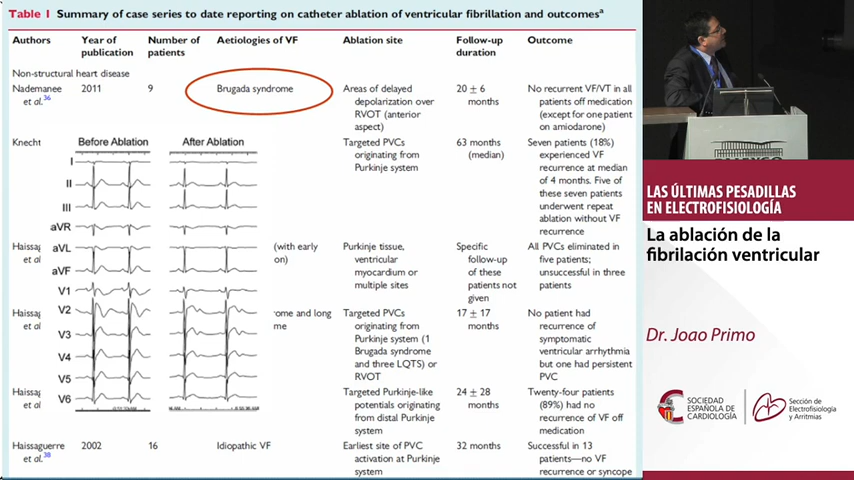 Table 1 Summary of case series to date reporting on catheter ablation of ventricular fibrillation and outcomesᵃ
Authors Year of publication Number of patients Aetiologies of VF Ablation site Follow-up duration Outcome
Non-structural heart disease
Nademanee et al.³⁶ 2011 9 Brugada syndrome Areas of delayed depolarization over RVOT (anterior aspect) 20 ± 6 months No recurrent VF/VT in all patients off medication (except for one patient on amiodarone)
Knecht Targeted PVCs originating from Purkinje system 63 months (median) Seven patients (18%) experienced VF recurrence at median of 4 months. Five of these seven patients underwent repeat ablation without VF recurrence
Haissag et al (with early on) Purkinje tissue, ventricular myocardium or multiple sites Specific follow-up of these patients not given All PVCs eliminated in five patients; unsuccessful in three patients
Haissag et al rome and long me Targeted PVCs originating from Purkinje system (1 Brugada syndrome and three LQTS) or RVOT 17 ± 17 months No patient had recurrence of symptomatic ventricular arrhythmia but one had persistent PVC
Haissag et al Targeted Purkinje-like potentials originating from distal Purkinje system 24 ± 28 months Twenty-four patients (89%) had no recurrence of VF off medication
Haissaguerre et al.³⁸ 2002 16 Idiopathic VF Earliest site of PVC activation at Purkinje system 32 months Successful in 13 patients—no VF recurrence or syncope
Before Ablation After Ablation
I
II
III
aVR
aVL
aVF
V1
V2
V3
V4
V5
V6
LAS ÚLTIMAS PESADILLAS
EN ELECTROFISIOLOGÍA
La ablación de la
fibrilación ventricular
Dr. Joao Primo
SOCIEDAD
ESPAÑOLA DE
CARDIOLOGÍA
Sección de
Electrofisiología
y Arritmias